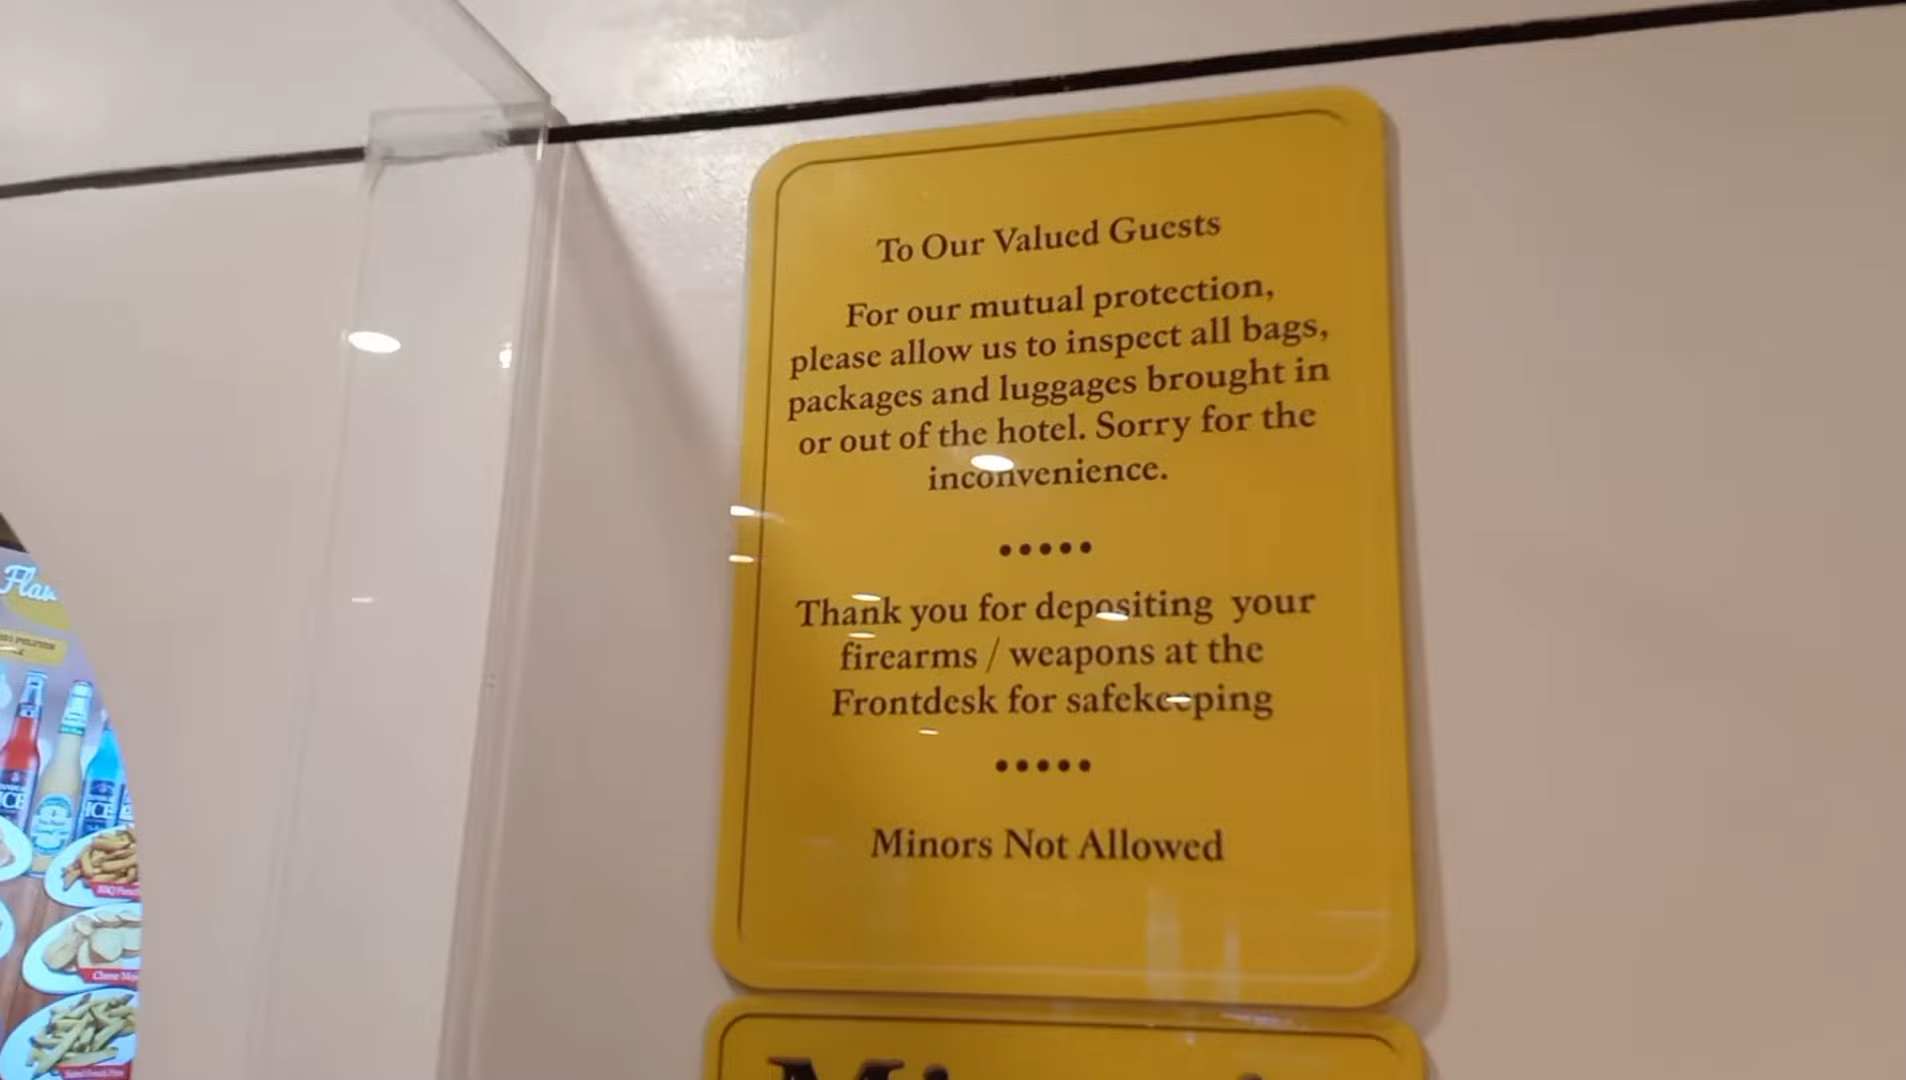 To Our Valued Guests
For our mutual protection,
please allow us to inspect all bags,
packages and luggages brought in
or out of the hotel. Sorry for the
inconvenience.
•••••
Thank you for depositing your
firearms / weapons at the
Frontdesk for safekeeping
•••••
Minors Not Allowed
ICE
ICE